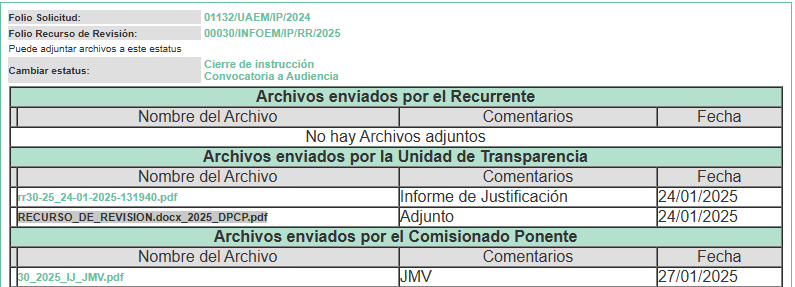 Folio Solicitud: 01132/UAEM/IP/2024
Folio Recurso de Revisión: 00030/INFOEM/IP/RR/2025
Puede adjuntar archivos a este estatus
Cambiar estatus: Cierre de instrucción
Convocatoria a Audiencia
Archivos enviados por el Recurrente
Nombre del Archivo Comentarios Fecha
No hay Archivos adjuntos
Archivos enviados por la Unidad de Transparencia
Nombre del Archivo Comentarios Fecha
rr30-25_24-01-2025-131940.pdf Informe de Justificación 24/01/2025
RECURSO_DE_REVISION.docx_2025_DPCP.pdf Adjunto 24/01/2025
Archivos enviados por el Comisionado Ponente
Nombre del Archivo Comentarios Fecha
30_2025_IJ_JMV.pdf JMV 27/01/2025